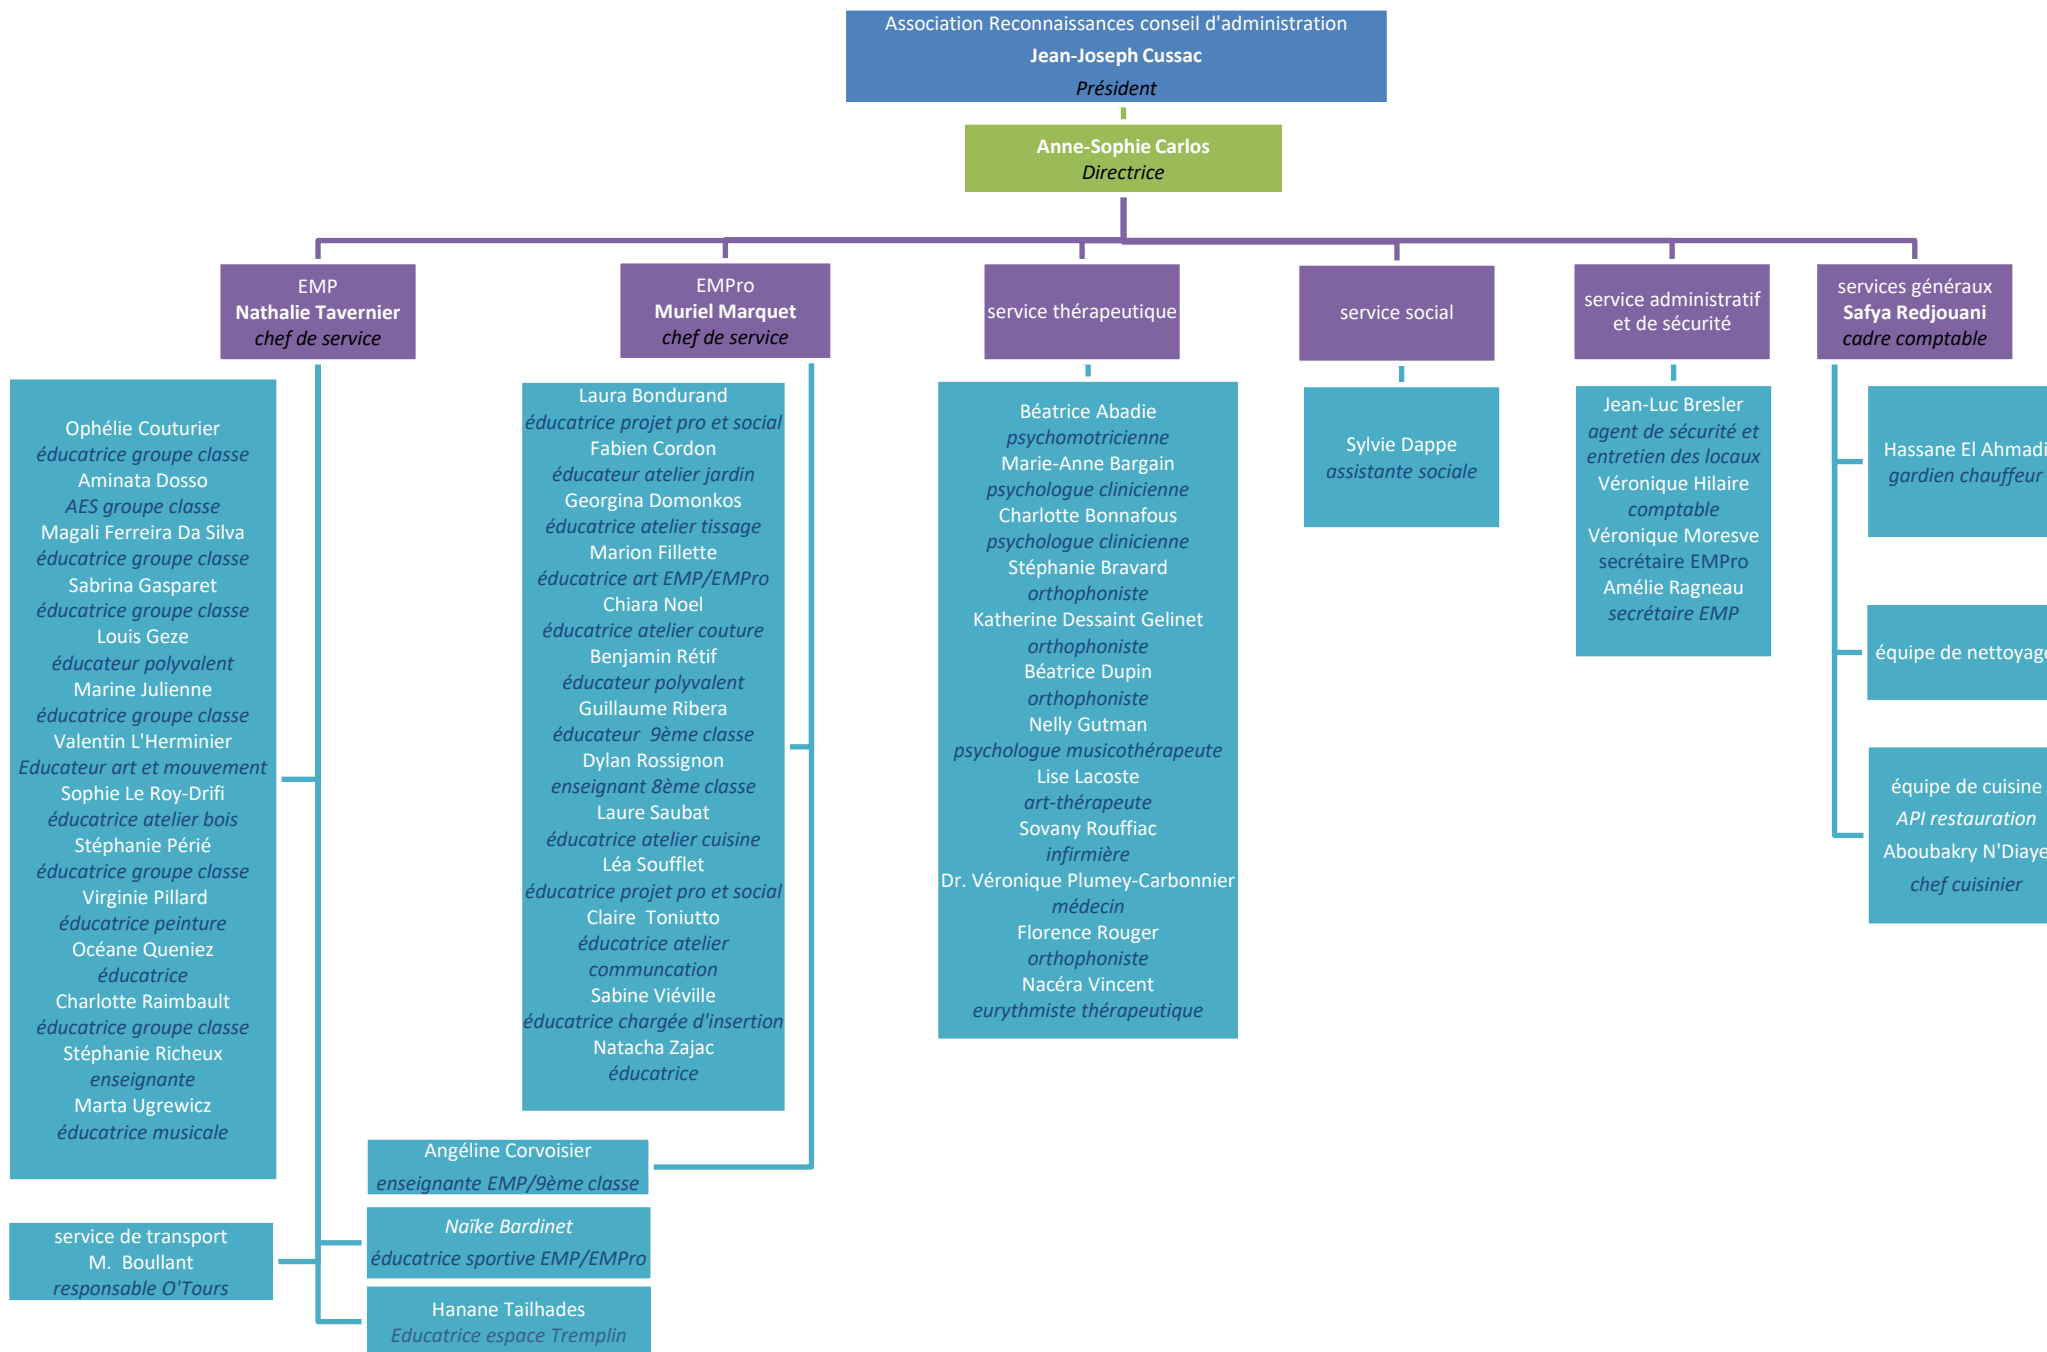 Association Reconnaissances conseil d'administration
Jean-Joseph Cussac
Président
Anne-Sophie Carlos
Directrice
EMP
Nathalie Tavernier
chef de service
EMPro
Muriel Marquet
chef de service
service thérapeutique
service social
service administratif
et de sécurité
services généraux
Safya Redjouani
cadre comptable
Ophélie Couturier
éducatrice groupe classe
Aminata Dosso
AES groupe classe
Magali Ferreira Da Silva
éducatrice groupe classe
Sabrina Gasparet
éducatrice groupe classe
Louis Geze
éducateur polyvalent
Marine Julienne
éducatrice groupe classe
Valentin L'Herminier
Educateur art et mouvement
Sophie Le Roy-Drifi
éducatrice atelier bois
Stéphanie Périé
éducatrice groupe classe
Virginie Pillard
éducatrice peinture
Océane Queniez
éducatrice
Charlotte Raimbault
éducatrice groupe classe
Stéphanie Richeux
enseignante
Marta Ugrewicz
éducatrice musicale
service de transport
M. Boullant
responsable O'Tours
Laura Bondurand
éducatrice projet pro et social
Fabien Cordon
éducateur atelier jardin
Georgina Domonkos
éducatrice atelier tissage
Marion Fillette
éducatrice art EMP/EMPro
Chiara Noel
éducatrice atelier couture
Benjamin Rétif
éducateur polyvalent
Guillaume Ribera
éducateur 9ème classe
Dylan Rossignon
enseignant 8ème classe
Laure Saubat
éducatrice atelier cuisine
Léa Soufflet
éducatrice projet pro et social
Claire Toniutto
éducatrice atelier
communcation
Sabine Viéville
éducatrice chargée d'insertion
Natacha Zajac
éducatrice
Angéline Corvoisier
enseignante EMP/9ème classe
Naïke Bardinet
éducatrice sportive EMP/EMPro
Hanane Tailhades
Educatrice espace Tremplin
Béatrice Abadie
psychomotricienne
Marie-Anne Bargain
psychologue clinicienne
Charlotte Bonnafous
psychologue clinicienne
Stéphanie Bravard
orthophoniste
Katherine Dessaint Gelinet
orthophoniste
Béatrice Dupin
orthophoniste
Nelly Gutman
psychologue musicothérapeute
Lise Lacoste
art-thérapeute
Sovany Rouffiac
infirmière
Dr. Véronique Plumey-Carbonnier
médecin
Florence Rouger
orthophoniste
Nacéra Vincent
eurythmiste thérapeutique
Sylvie Dappe
assistante sociale
Jean-Luc Bresler
agent de sécurité et
entretien des locaux
Véronique Hilaire
comptable
Véronique Moresve
secrétaire EMPro
Amélie Ragneau
secrétaire EMP
Hassane El Ahmadi
gardien chauffeur
équipe de nettoyage
équipe de cuisine
API restauration
Aboubakry N'Diaye
chef cuisinier